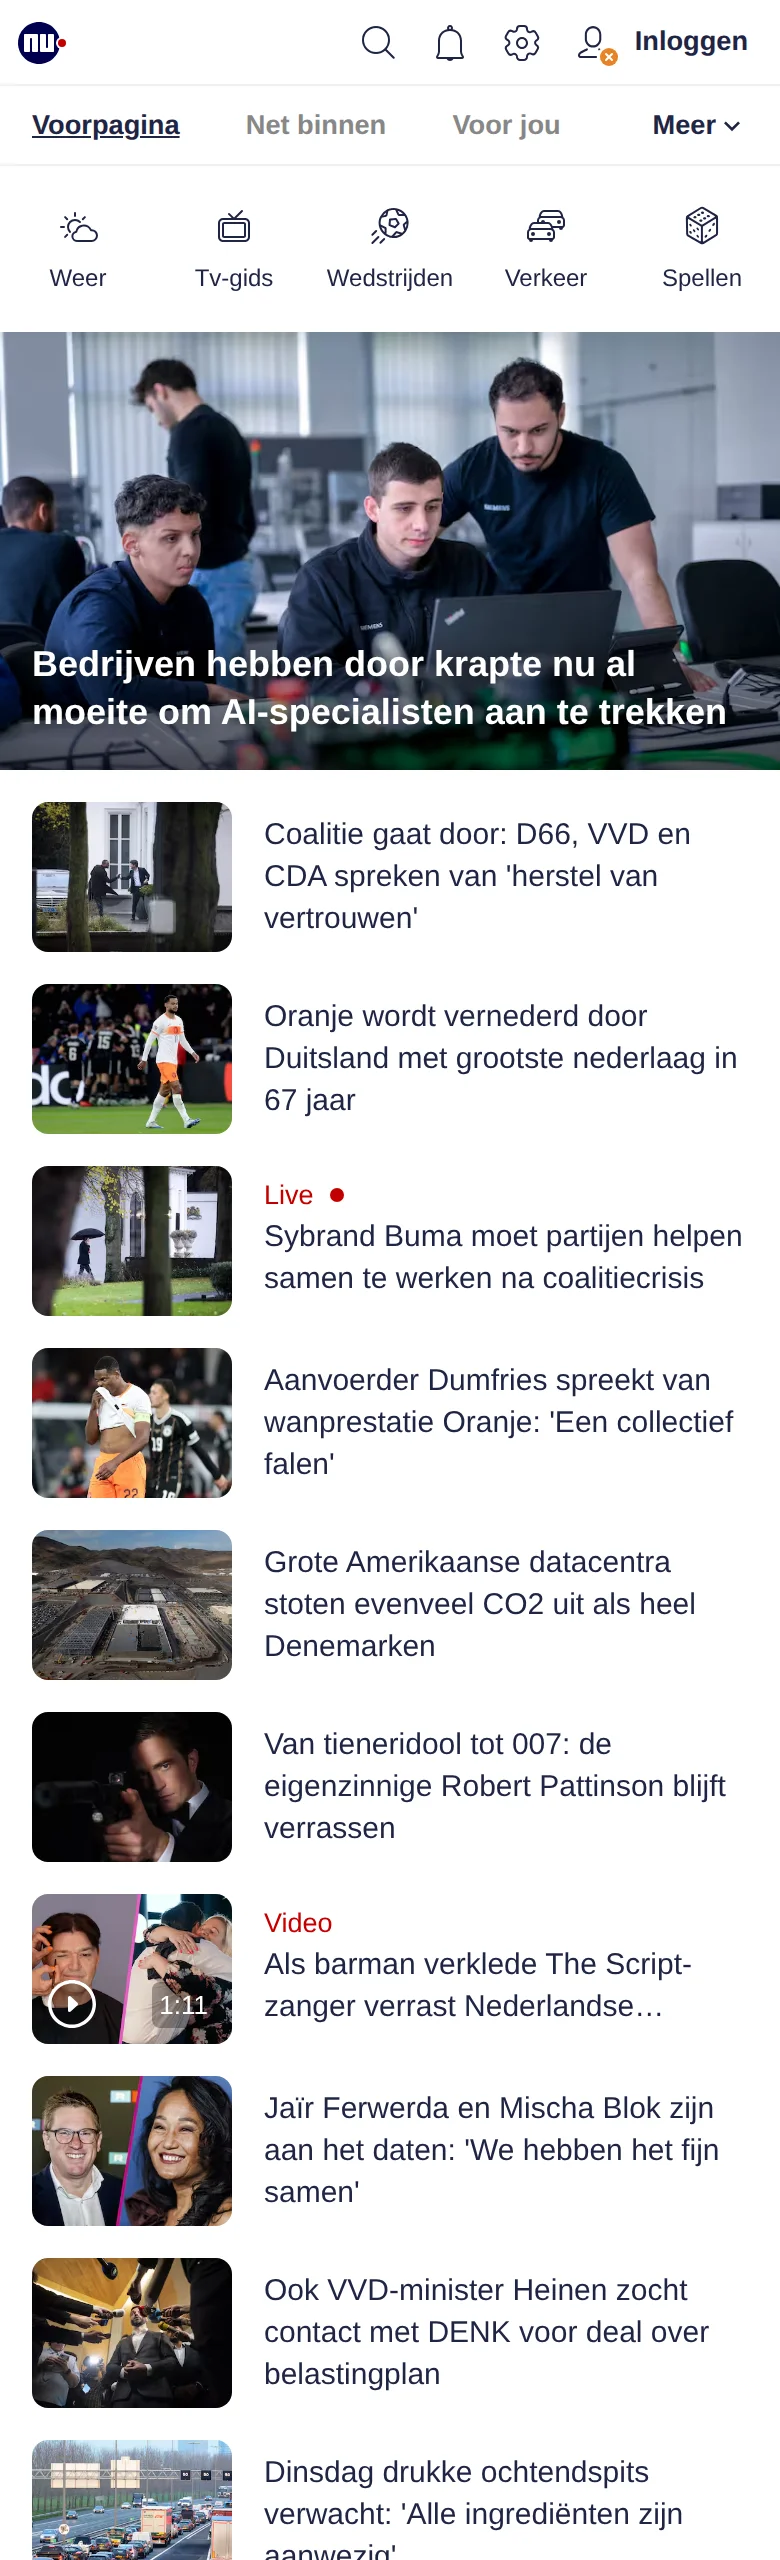 nu
Inloggen
Voorpagina Net binnen Voor jou Meer
Weer Tv-gids Wedstrijden Verkeer Spellen
SIEMENS
SIEMENS
Bedrijven hebben door krapte nu al
moeite om AI-specialisten aan te trekken
Coalitie gaat door: D66, VVD en
CDA spreken van 'herstel van
vertrouwen'
6 15
Oranje wordt vernederd door
Duitsland met grootste nederlaag in
67 jaar
Live
Sybrand Buma moet partijen helpen
samen te werken na coalitiecrisis
19
22
Aanvoerder Dumfries spreekt van
wanprestatie Oranje: 'Een collectief
falen'
Grote Amerikaanse datacentra
stoten evenveel CO2 uit als heel
Denemarken
Van tieneridool tot 007: de
eigenzinnige Robert Pattinson blijft
verrassen
1:11
Video
Als barman verklede The Script-
zanger verrast Nederlandse…
Jaïr Ferwerda en Mischa Blok zijn
aan het daten: 'We hebben het fijn
samen'
Ook VVD-minister Heinen zocht
contact met DENK voor deal over
belastingplan
Dinsdag drukke ochtendspits
verwacht: 'Alle ingrediënten zijn
aanwezig'